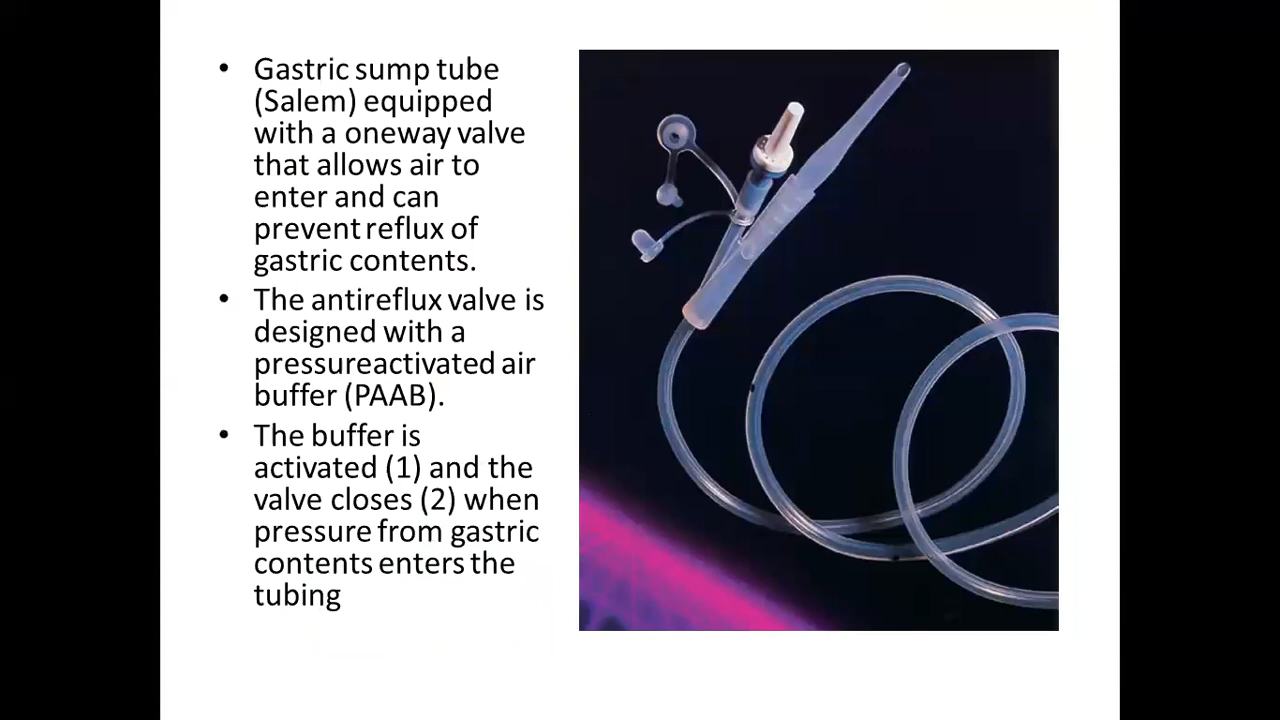 • Gastric sump tube
(Salem) equipped
with a oneway valve
that allows air to
enter and can
prevent reflux of
gastric contents.
• The antireflux valve is
designed with a
pressureactivated air
buffer (PAAB).
• The buffer is
activated (1) and the
valve closes (2) when
pressure from gastric
contents enters the
tubing